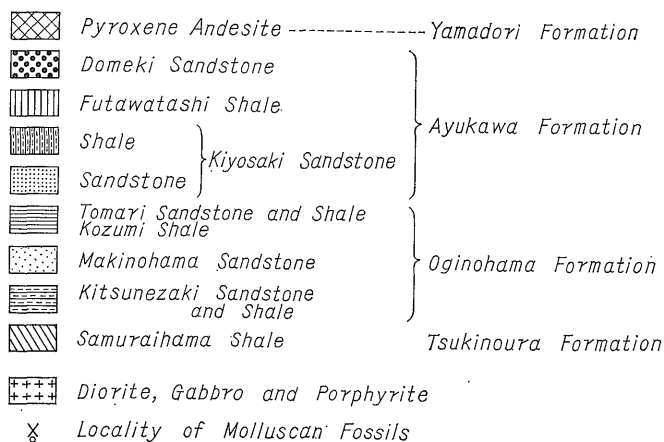 Pyroxene Andesite ---------------- Yamadori Formation
Domeki Sandstone
Futawatashi Shale
Ayukawa Formation
Shale
Kiyosaki Sandstone
Sandstone
Tomari Sandstone and Shale
Kozumi Shale
Makinohama Sandstone
Oginohama Formation
Kitsunezaki Sandstone
and Shale
Samuraihama Shale Tsukinoura Formation
Diorite, Gabbro and Porphyrite
Locality of Molluscan Fossils